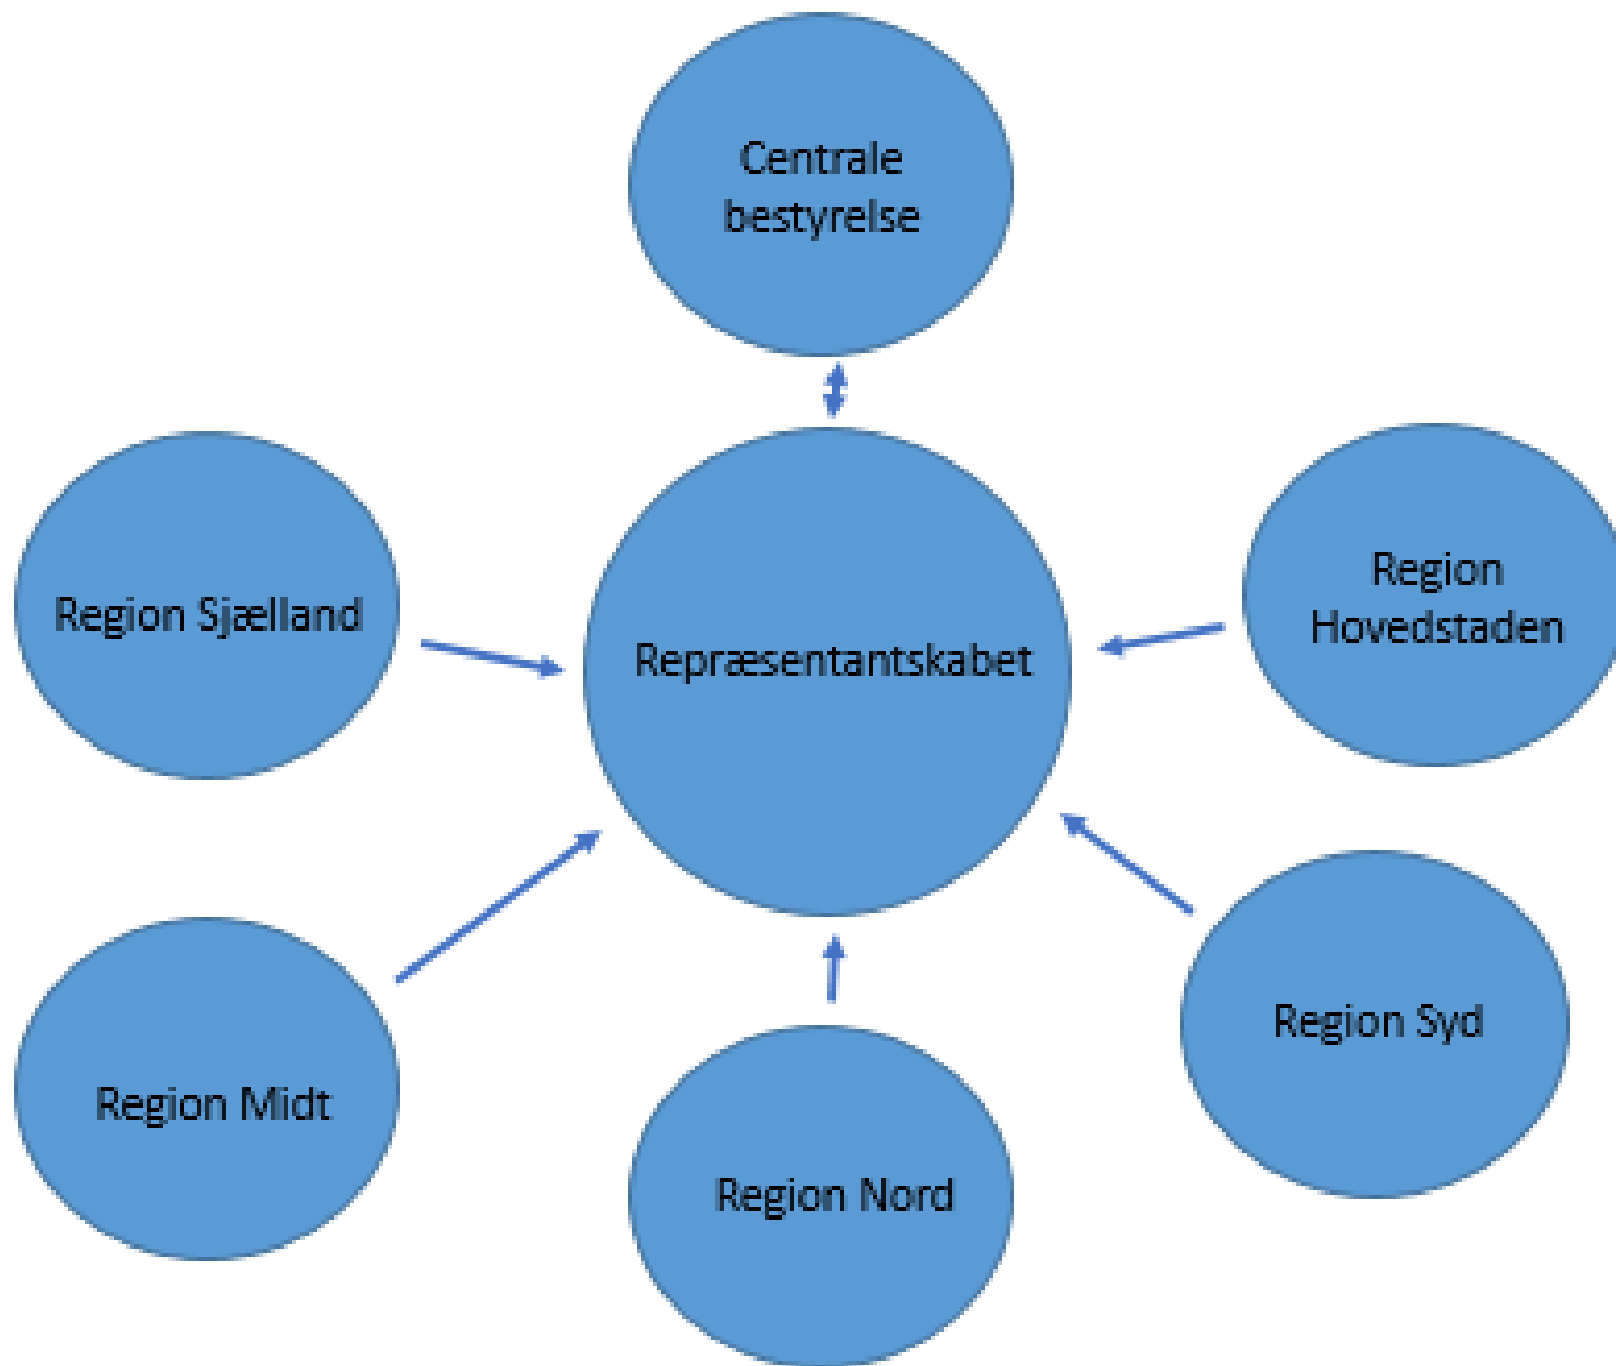 Centrale
bestyrelse
Region Sjælland
Repræsentantskabet
Region
Hovedstaden
Region Midt
Region Nord
Region Syd